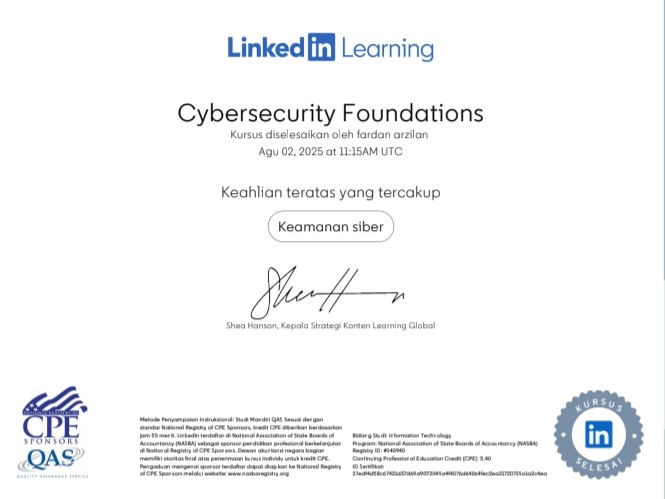 Linked in Learning
Cybersecurity Foundations
Kursus diselesaikan oleh fardan arzilan
Agu 02, 2025 at 11:15AM UTC
Keahlian teratas yang tercakup
Keamanan siber
Shea Hanson, Kepala Strategi Konten Learning Global
NATIONAL REGISTRY OF
CPE
SPONSORS
QAS
QUALITY ASSURANCE SERVICE
Metode Penyampaian Instruksional: Studi Mandiri QAS Sesuai dengan
standar National Registry of CPE Sponsors, kredit CPE diberikan berdasarkan
jam 50 menit. LinkedIn terdaftar di National Association of State Boards of
Accountancy (NASBA) sebagai sponsor pendidikan profesional berkelanjutan
di National Registry of CPE Sponsors. Dewan akuntansi negara bagian
memiliki otoritas final atas penerimaan kursus individu untuk kredit CPE.
Pengaduan mengenai sponsor terdaftar dapat diajukan ke National Registry
of CPE Sponsors melalui website: www.nasbaregistry.org
Bidang Studi: Information Technology
Program: National Association of State Boards of Accountancy (NASBA)
Registry ID: #140940
Continuing Professional Education Credit (CPE): 3.40
ID Sertifikat:
KURSUS
in
SELESAI